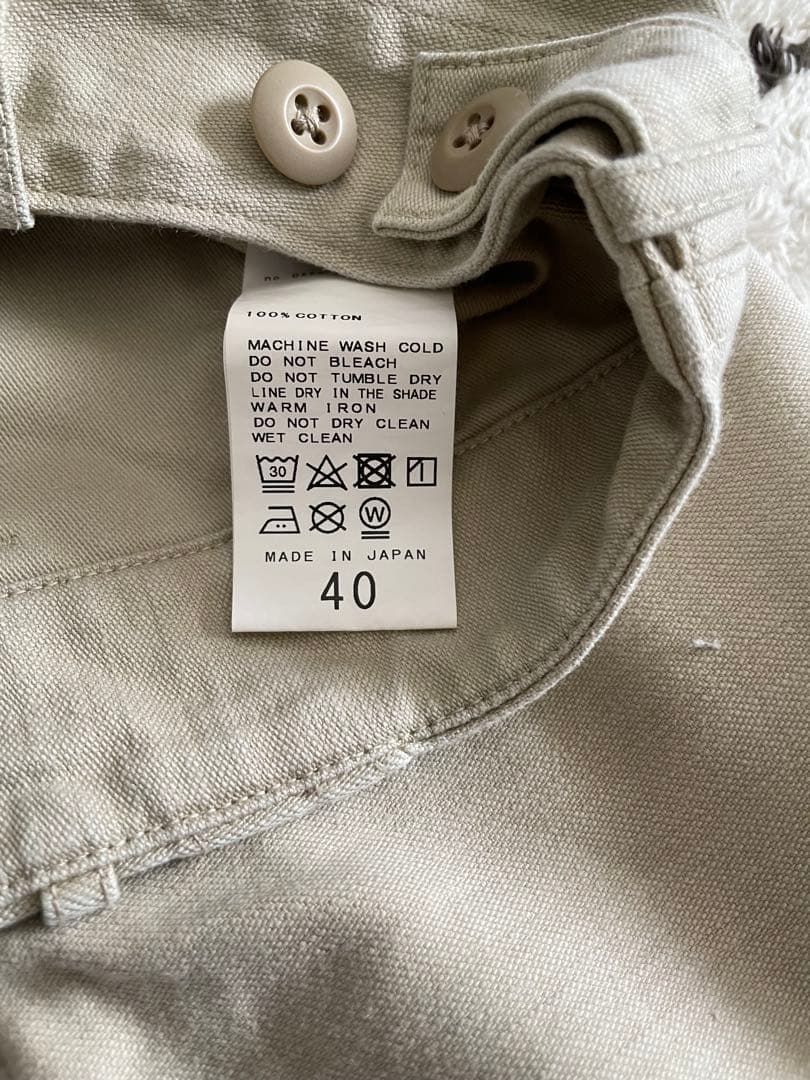 100% COTTON
MACHINE WASH COLD
DO NOT BLEACH
DO NOT TUMBLE DRY
LINE DRY IN THE SHADE
WARM IRON
DO NOT DRY CLEAN
WET CLEAN
30
W
MADE IN JAPAN
40